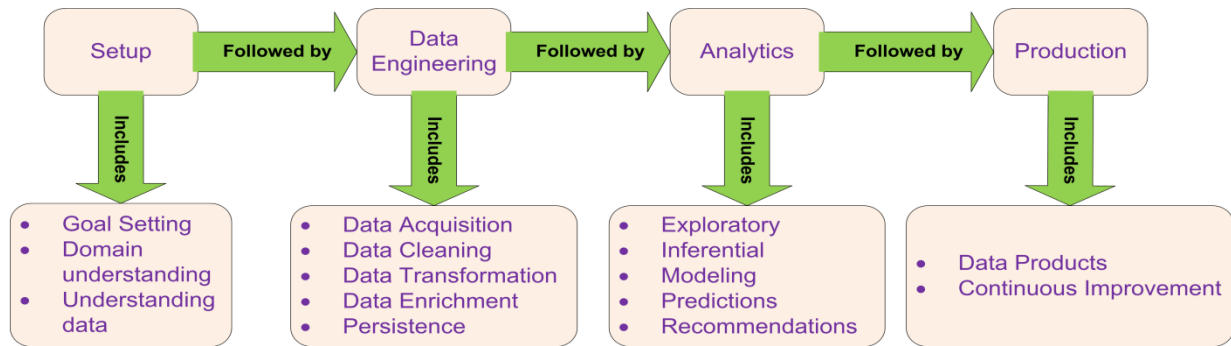 Setup
Followed by
Data
Engineering
Followed by
Analytics
Followed by
Production
Includes
Includes
Includes
Includes
• Goal Setting
• Domain
understanding
• Understanding
data
• Data Acquisition
• Data Cleaning
• Data Transformation
• Data Enrichment
• Persistence
• Exploratory
• Inferential
• Modeling
• Predictions
• Recommendations
• Data Products
• Continuous Improvement